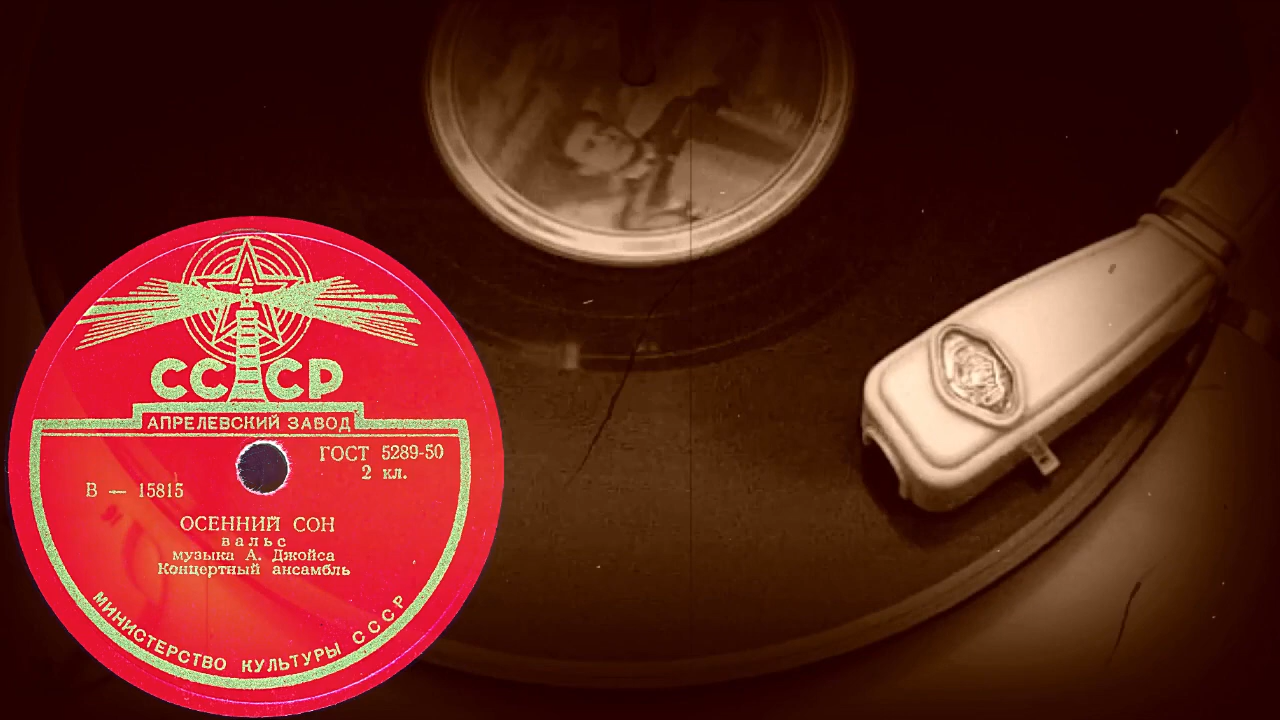 СССР
АПРЕЛЕВСКИЙ ЗАВОД
ГОСТ 5289-50
2 кл.
В — 15815
ОСЕННИЙ СОН
вальс
музыка А. Джойса
Концертный ансамбль
МИНИСТЕРСТВО КУЛЬТУРЫ СССР